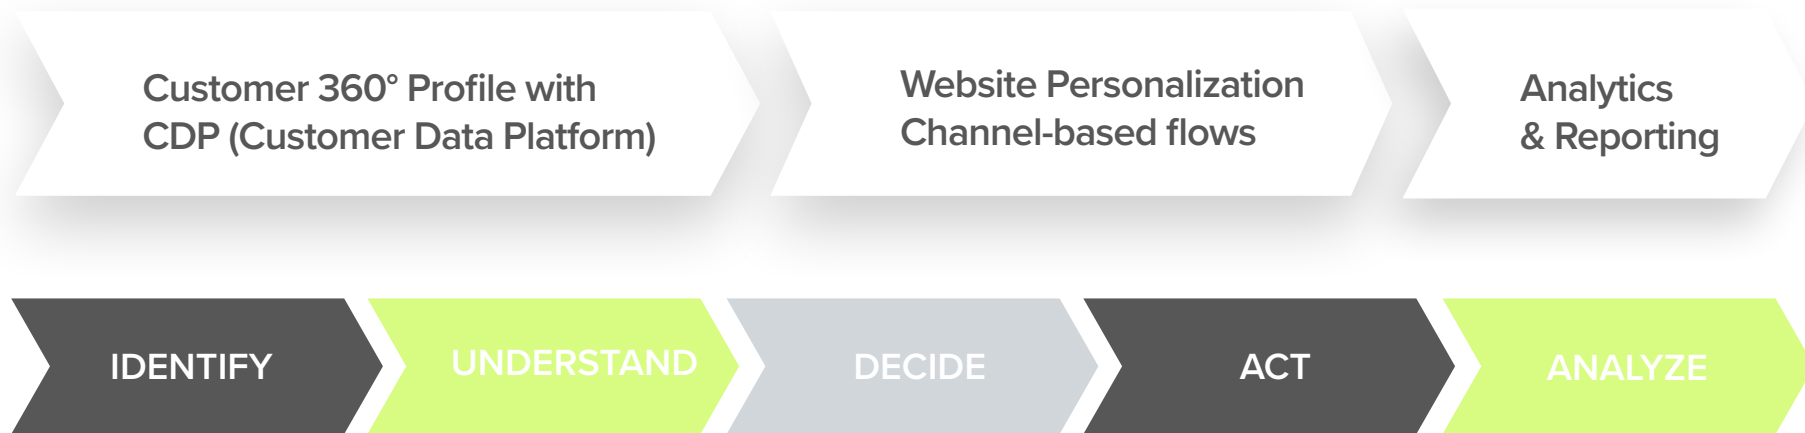 Customer 360° Profile with
CDP (Customer Data Platform)
Website Personalization
Channel-based flows
Analytics
& Reporting
IDENTIFY
UNDERSTAND
DECIDE
ACT
ANALYZE